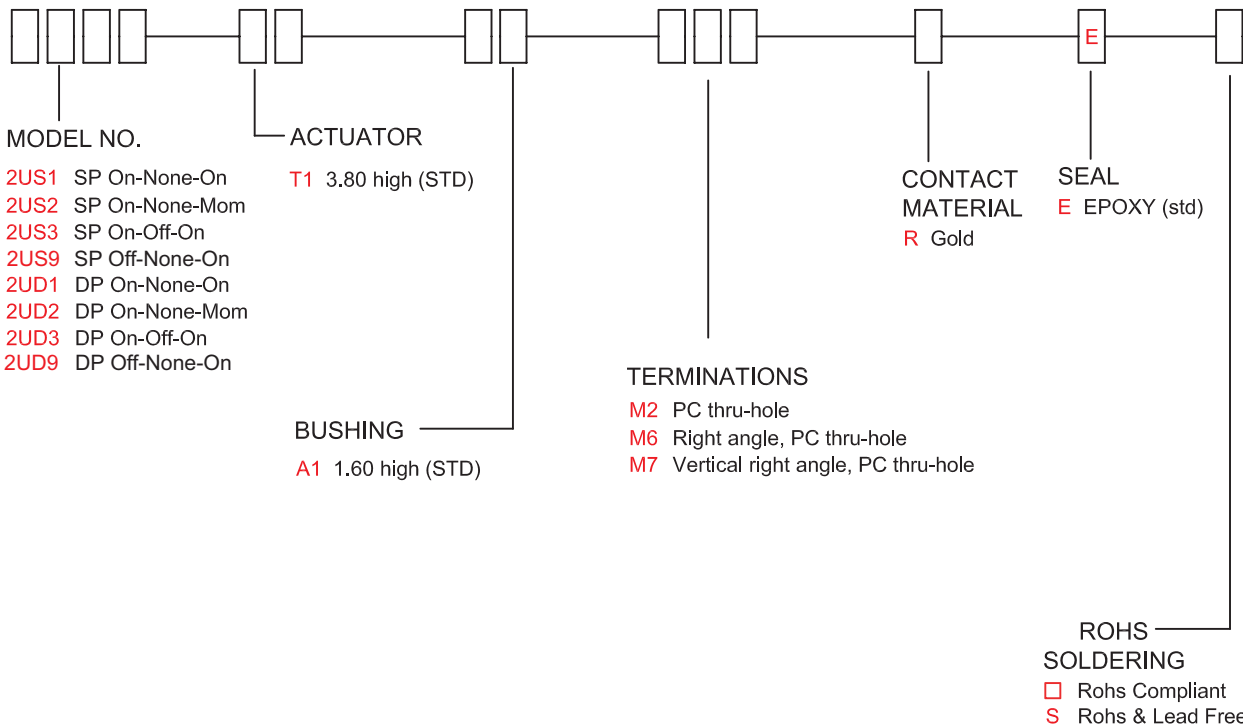 E
MODEL NO.
2US1 SP On-None-On
2US2 SP On-None-Mom
2US3 SP On-Off-On
2US9 SP Off-None-On
2UD1 DP On-None-On
2UD2 DP On-None-Mom
2UD3 DP On-Off-On
2UD9 DP Off-None-On
ACTUATOR
T1 3.80 high (STD)
BUSHING
A1 1.60 high (STD)
TERMINATIONS
M2 PC thru-hole
M6 Right angle, PC thru-hole
M7 Vertical right angle, PC thru-hole
CONTACT
MATERIAL
R Gold
SEAL
E EPOXY (std)
ROHS
SOLDERING
Rohs Compliant
S Rohs & Lead Free